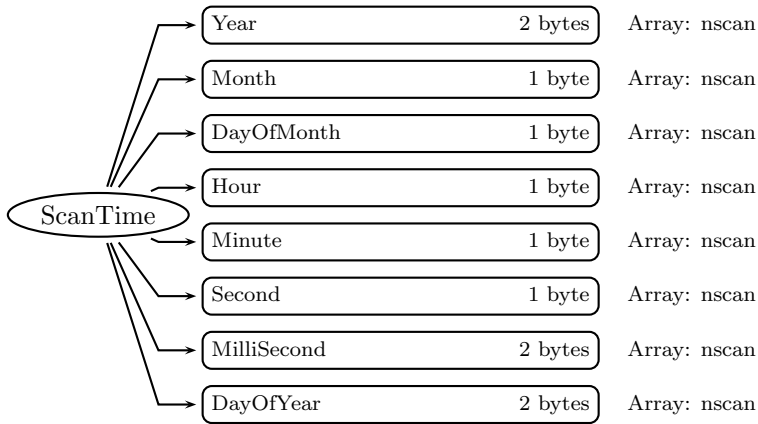 Year 2 bytes Array: nscan
Month 1 byte Array: nscan
DayOfMonth 1 byte Array: nscan
Hour 1 byte Array: nscan
ScanTime
Minute 1 byte Array: nscan
Second 1 byte Array: nscan
MilliSecond 2 bytes Array: nscan
DayOfYear 2 bytes Array: nscan